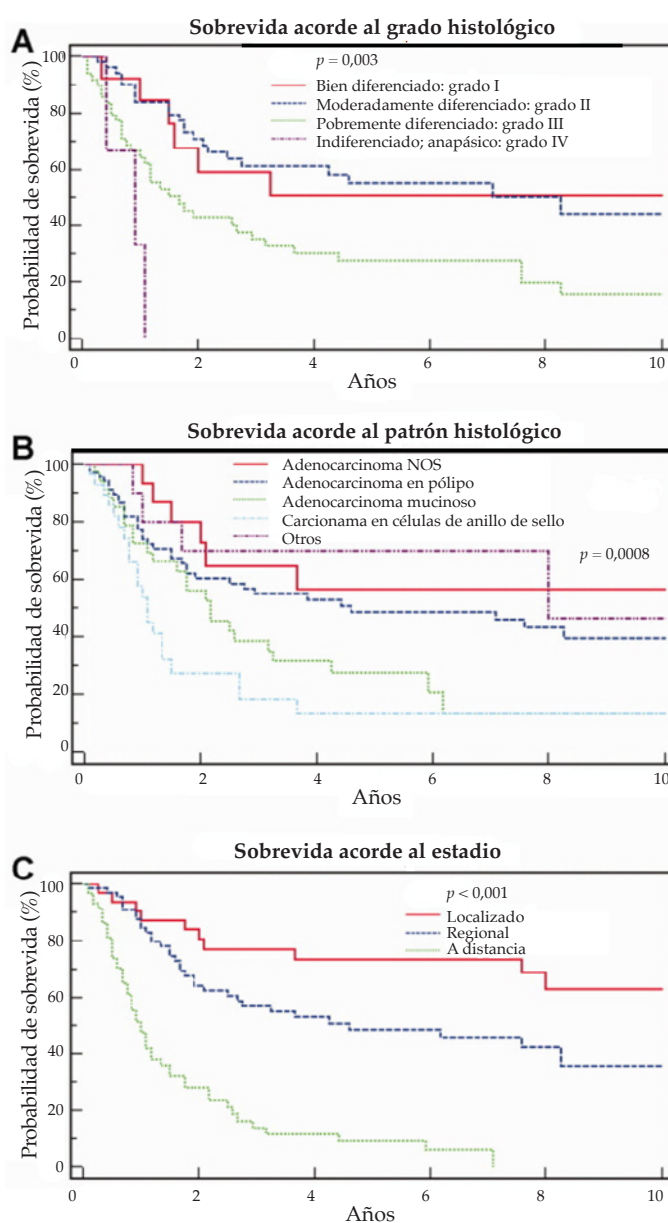 A
Sobrevida acorde al grado histológico
p = 0,003
Bien diferenciado: grado I
Moderadamente diferenciado: grado II
Pobremente diferenciado: grado III
Indiferenciado; anapásico: grado IV
Probabilidad de sobrevida (%)
100
80
60
40
20
0
0 2 4 6 8 10
Años
B
Sobrevida acorde al patrón histológico
Adenocarcinoma NOS
Adenocarcinoma en pólipo
Adenocarcinoma mucinoso
Carcionama en células de anillo de sello
Otros
p = 0,0008
Probabilidad de sobrevida (%)
100
80
60
40
20
0
0 2 4 6 8 10
Años
C
Sobrevida acorde al estadio
p < 0,001
Localizado
Regional
A distancia
Probabilidad de sobrevida (%)
100
80
60
40
20
0
0 2 4 6 8 10
Años